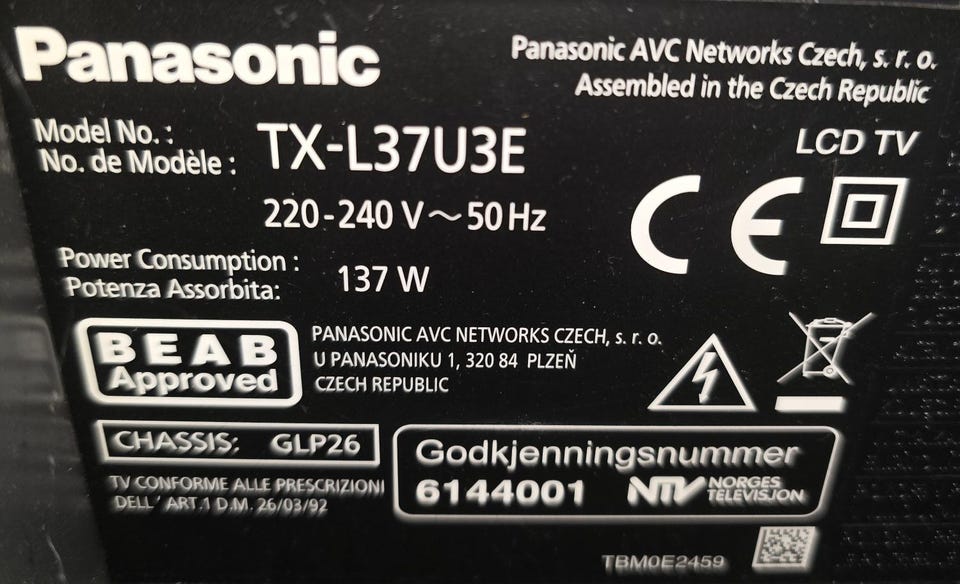 Panasonic
Panasonic AVC Networks Czech, s. r. o.
Assembled in the Czech Republic
Model No. :
No. de Modèle :
TX-L37U3E
LCD TV
220-240 V~50 Hz
CE
Power Consumption :
Potenza Assorbita:
137 W
BEAB
Approved
PANASONIC AVC NETWORKS CZECH, s. r. o.
U PANASONIKU 1, 320 84 PLZEŇ
CZECH REPUBLIC
CHASSIS: GLP26
TV CONFORME ALLE PRESCRIZIONI
DELL' ART.1 D.M. 26/03/92
Godkjenningsnummer
6144001 NTV NORGES
TELEVISJON
TBM0E2459